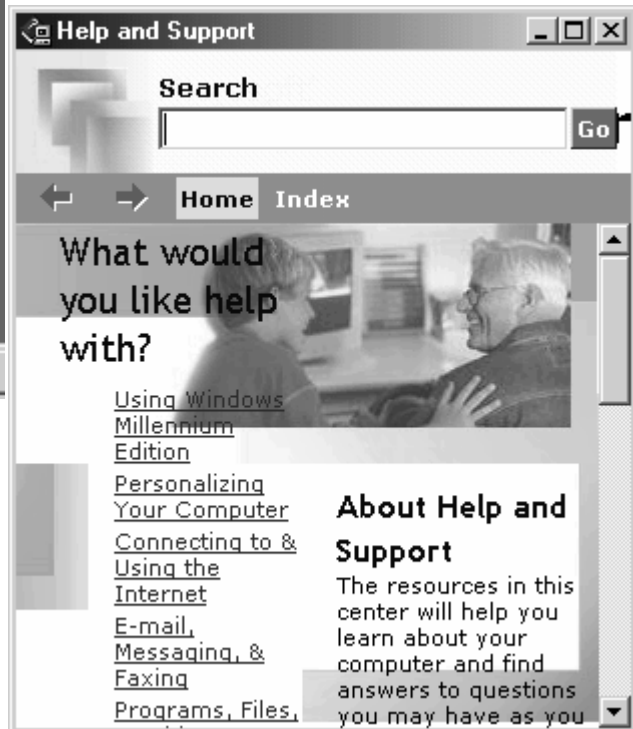 Help and Support
Search
Go
Home Index
What would
you like help
with?
Using Windows
Millennium
Edition
Personalizing
Your Computer
Connecting to &
Using the
Internet
E-mail,
Messaging, &
Faxing
Programs, Files,
About Help and
Support
The resources in this
center will help you
learn about your
computer and find
answers to questions
you may have as you